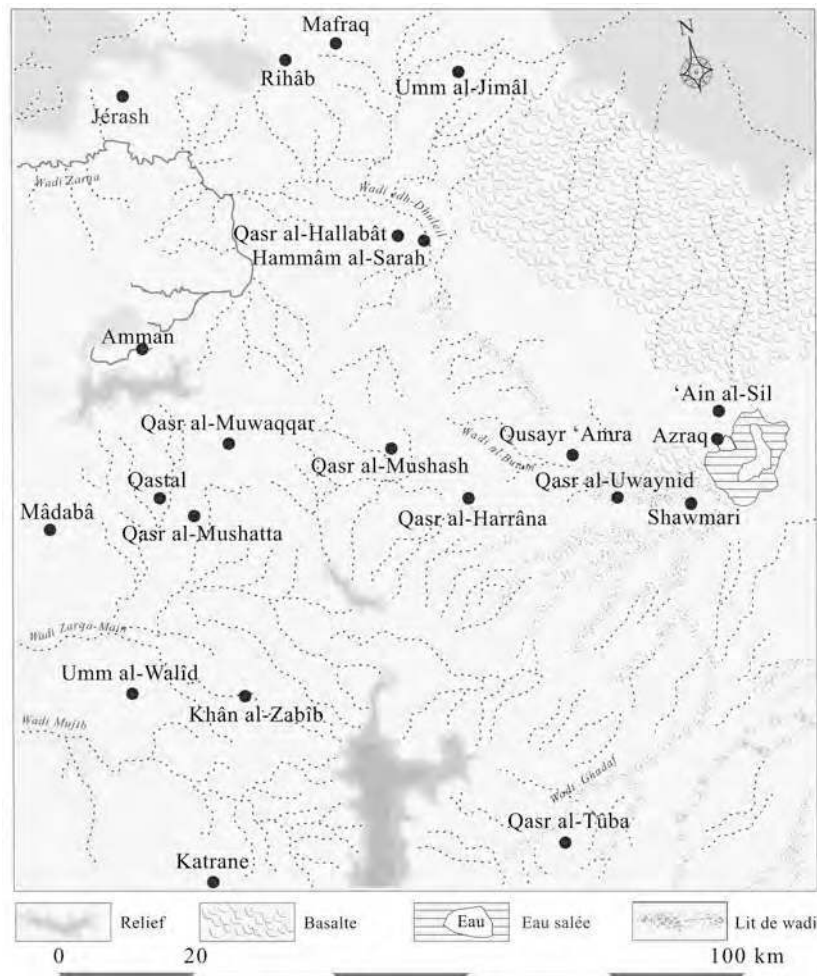 Mafraq
N
Rihâb
Umm al-Jimâl
Jérash
Wadi Zarqa
Wadi edh-Dhuleil
Qasr al-Hallabât
Hammâm al-Sarah
Amman
‘Ain al-Sil
Qasr al-Muwaqqar
Qusayr ‘Amra
Azraq
Qasr al-Mushash
Wadi al-Butum
Qastal
Qasr al-Uwaynid
Mâdabâ
Qasr al-Mushatta
Qasr al-Harrâna
Shawmari
Wadi Zarqa-Main
Umm al-Walîd
Khân al-Zabîb
Wadi Mujib
Wadi Ghadaf
Qasr al-Tûba
Katrane
Relief
Basalte
Eau
Eau salée
Lit de wadi
0 20 100 km